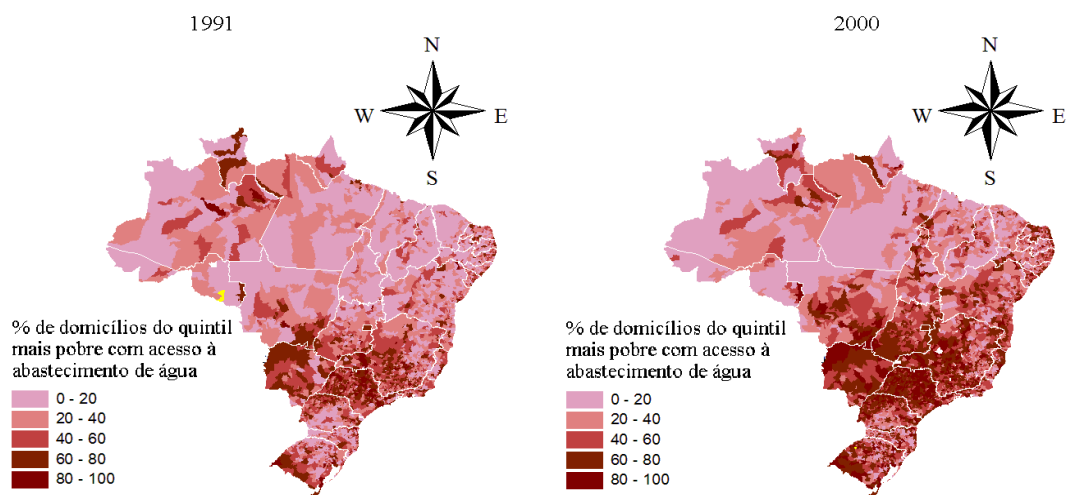 1991
N
W
E
S
% de domicílios do quintil
mais pobre com acesso à
abastecimento de água
0 - 20
20 - 40
40 - 60
60 - 80
80 - 100
2000
N
W
E
S
% de domicílios do quintil
mais pobre com acesso à
abastecimento de água
0 - 20
20 - 40
40 - 60
60 - 80
80 - 100